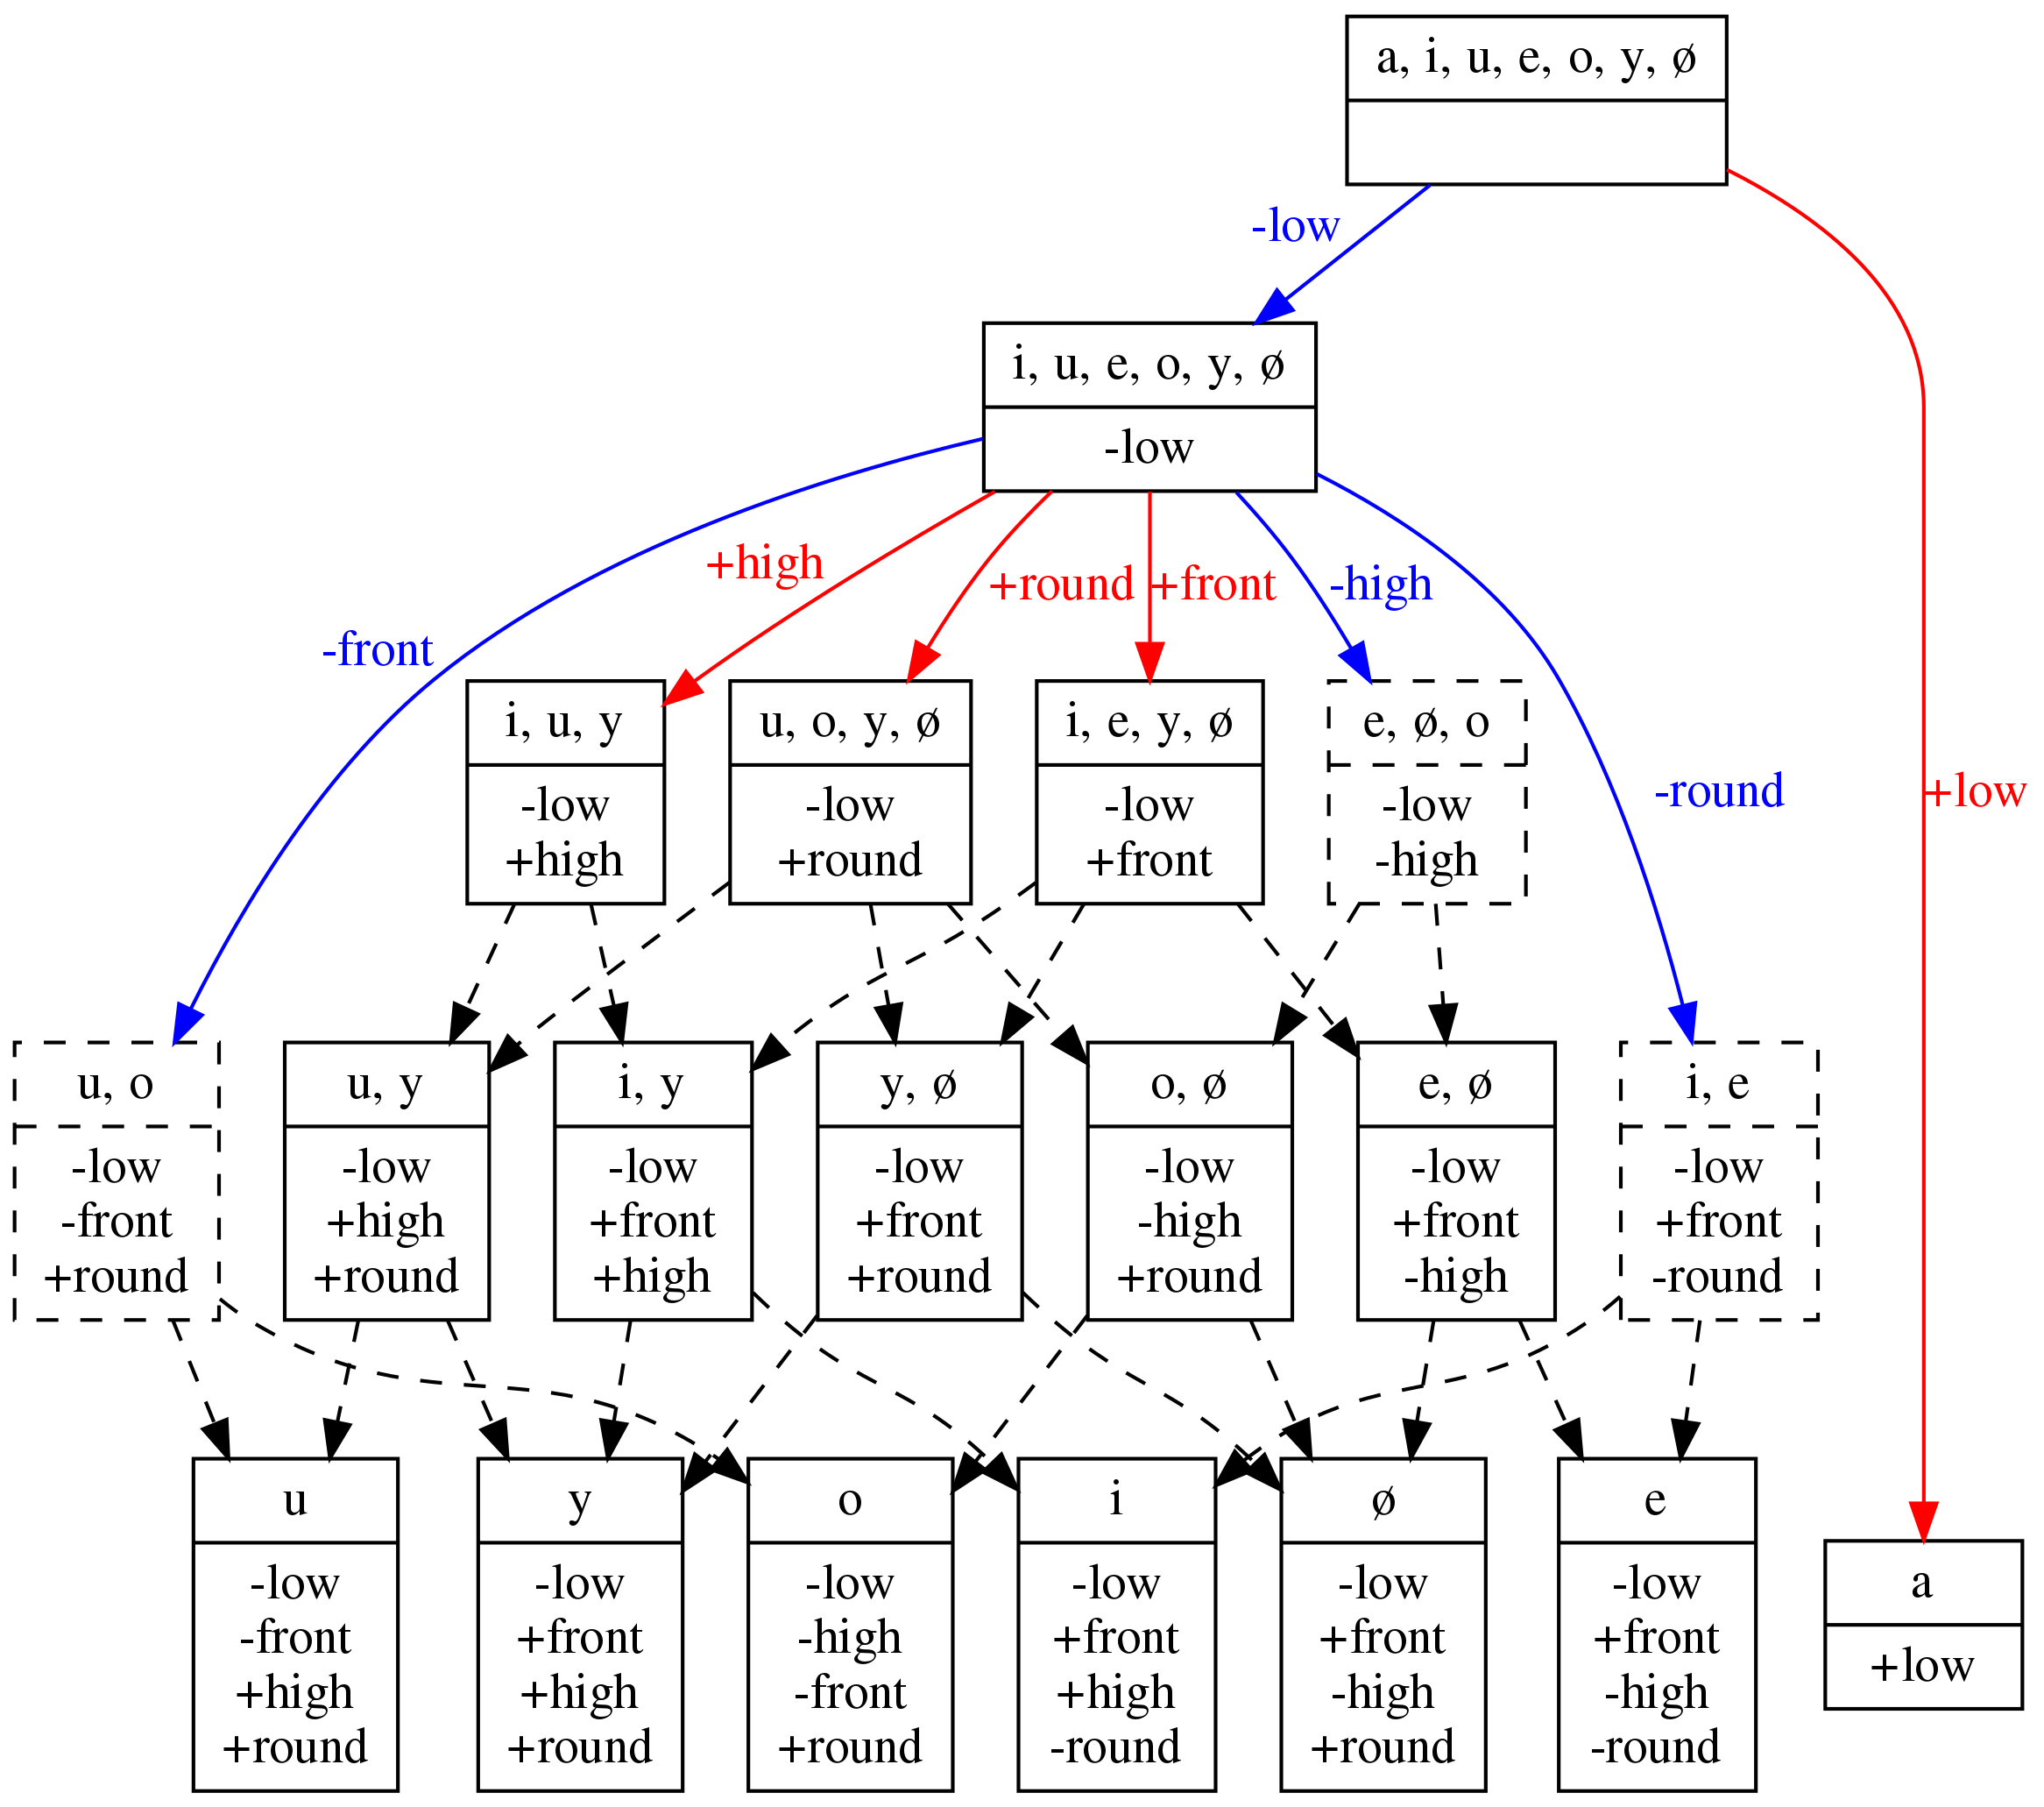 a, i, u, e, o, y, ø
-low
i, u, e, o, y, ø
-low
+high
+round
+front
-high
-front
-round
+low
i, u, y
-low
+high
u, o, y, ø
-low
+round
i, e, y, ø
-low
+front
e, ø, o
-low
-high
u, o
-low
-front
+round
u, y
-low
+high
+round
i, y
-low
+front
+high
y, ø
-low
+front
+round
o, ø
-low
-high
+round
e, ø
-low
+front
-high
i, e
-low
+front
-round
u
-low
-front
+high
+round
y
-low
+front
+high
+round
o
-low
-high
-front
+round
i
-low
+front
+high
-round
ø
-low
+front
-high
+round
e
-low
+front
-high
-round
a
+low